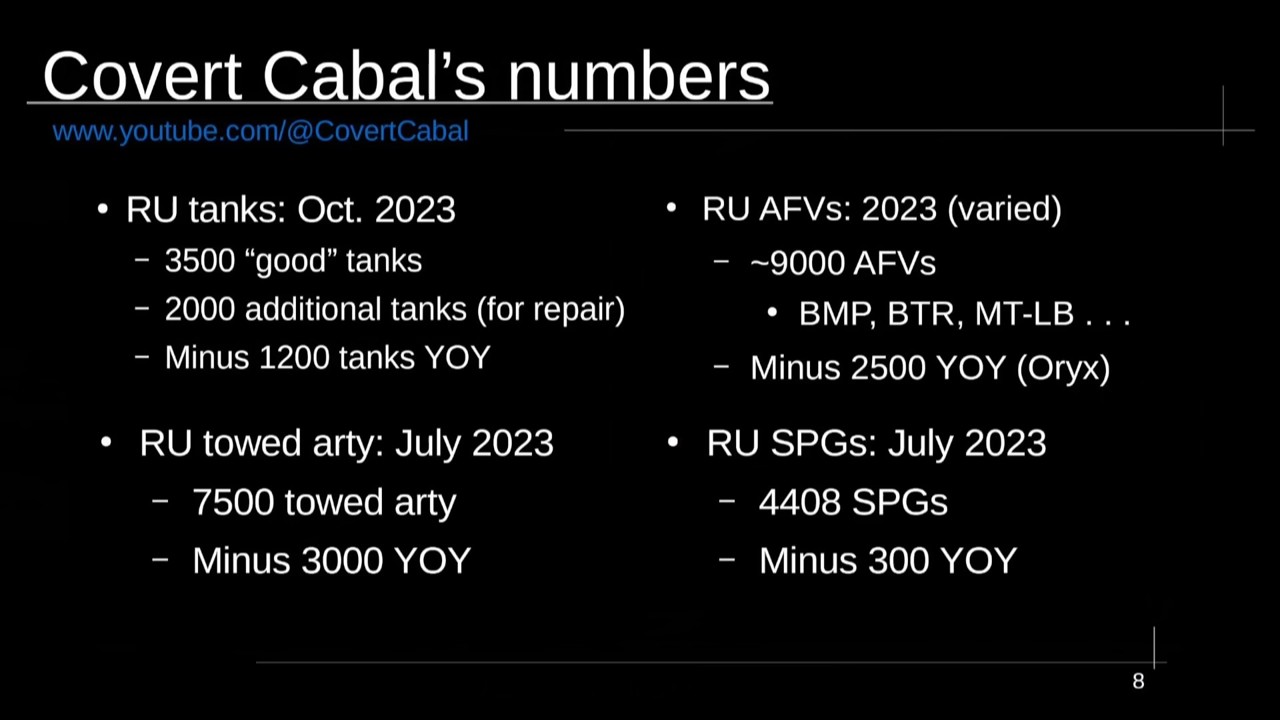 Covert Cabal’s numbers
www.youtube.com/@CovertCabal
• RU tanks: Oct. 2023
– 3500 “good” tanks
– 2000 additional tanks (for repair)
– Minus 1200 tanks YOY
• RU AFVs: 2023 (varied)
– ~9000 AFVs
• BMP, BTR, MT-LB . . .
– Minus 2500 YOY (Oryx)
• RU towed arty: July 2023
– 7500 towed arty
– Minus 3000 YOY
• RU SPGs: July 2023
– 4408 SPGs
– Minus 300 YOY
8